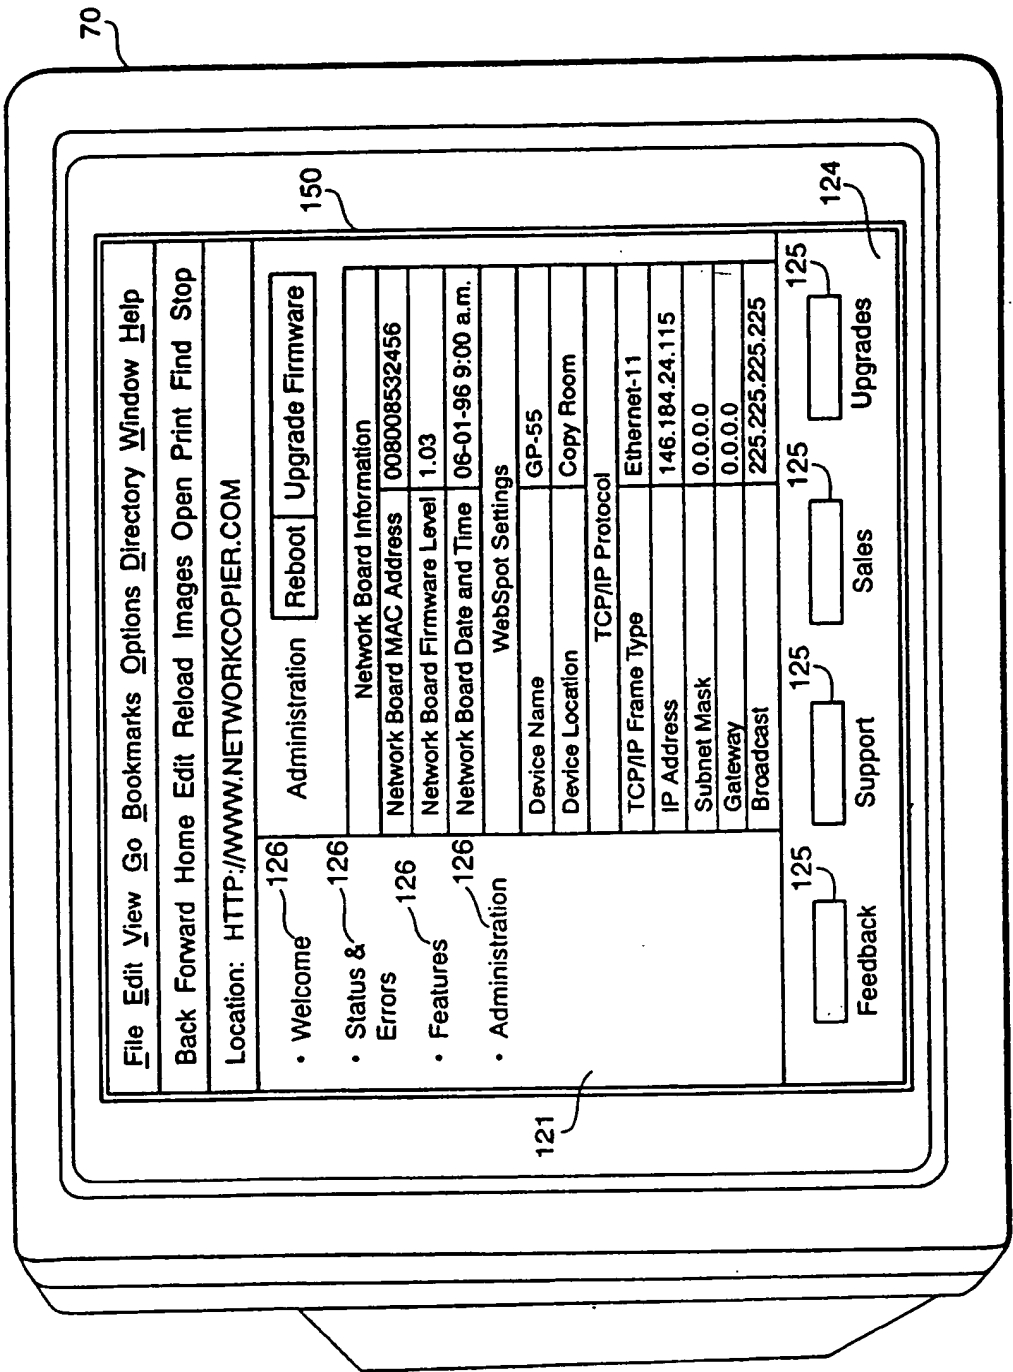 70
150
File Edit View Go Bookmarks Options Directory Window Help
Back Forward Home Edit Reload Images Open Print Find Stop
Location: HTTP://WWW.NETWORKCOPIER.COM
• Welcome 126
• Status & Errors 126
• Features 126
• Administration 126
121
Administration Reboot Upgrade Firmware
Network Board Information
Network Board MAC Address 008008532456
Network Board Firmware Level 1.03
Network Board Date and Time 06-01-96 9:00 a.m.
WebSpot Settings
Device Name GP-55
Device Location Copy Room
TCP/IP Protocol
TCP/IP Frame Type Ethernet-11
IP Address 146.184.24.115
Subnet Mask 0.0.0.0
Gateway 0.0.0.0
Broadcast 225.225.225.225
125 125 125 125 124
Feedback Support Sales Upgrades